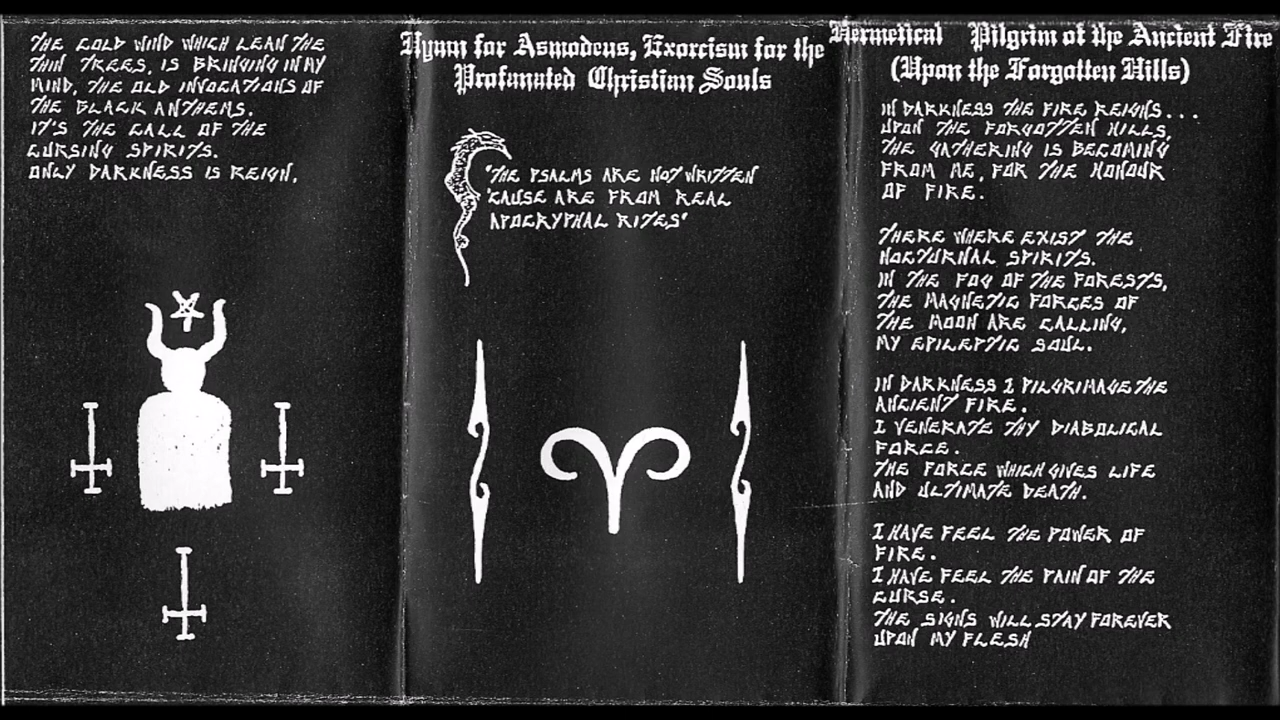 THE COLD WIND WHICH LEAN THE
THIN TREES, IS BRINGING IN MY
MIND, THE OLD INVOCATIONS OF
THE BLACK ANTHEMS.
IT'S THE CALL OF THE
CURSING SPIRITS.
ONLY DARKNESS IS REIGN.
Hymn for Asmodeus, Exorcism for the
Profanated Christian Souls
"THE PSALMS ARE NOT WRITTEN
'CAUSE ARE FROM REAL
APOCRYPHAL RITES"
Hermetical Pilgrim of the Ancient Fire
(Upon the Forgotten Hills)
IN DARKNESS THE FIRE REIGNS...
UPON THE FORGOTTEN HILLS,
THE GATHERING IS BECOMING
FROM ME, FOR THE HONOUR
OF FIRE.
THERE WHERE EXIST THE
NOCTURNAL SPIRITS.
IN THE FOG OF THE FORESTS,
THE MAGNETIC FORCES OF
THE MOON ARE CALLING,
MY EPILEPTIC SOUL.
IN DARKNESS I PILGRIMAGE THE
ANCIENT FIRE.
I VENERATE THY DIABOLICAL
FORCE.
THE FORCE WHICH GIVES LIFE
AND ULTIMATE DEATH.
I HAVE FEEL THE POWER OF
FIRE.
I HAVE FEEL THE PAIN OF THE
CURSE.
THE SIGNS WILL STAY FOREVER
UPON MY FLESH